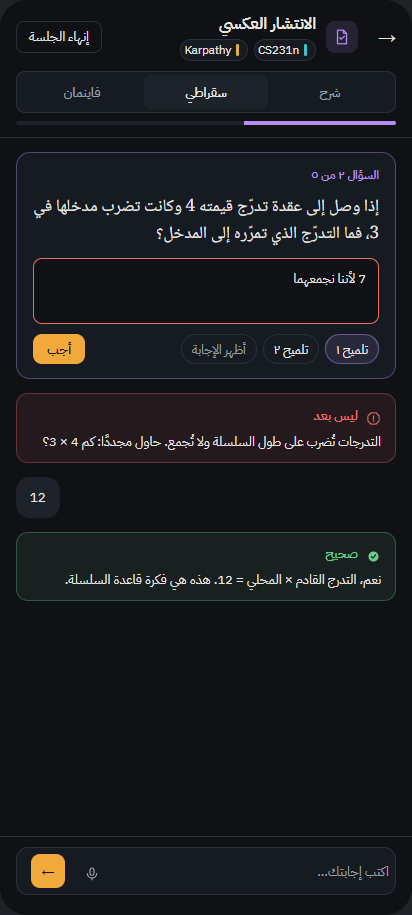 الانتشار العكسي
إنهاء الجلسة
CS231n
Karpathy
شرح
سقراطي
فاينمان
السؤال ٢ من ٥
إذا وصل إلى عقدة تدرّج قيمته 4 وكانت تضرب مدخلها في
3، فما التدرّج الذي تمرّره إلى المدخل؟
7 لأننا نجمعهما
تلميح ١
تلميح ٢
أظهر الإجابة
أجب
ليس بعد
التدرجات تُضرب على طول السلسلة ولا تُجمع. حاول مجددًا: كم 4 × 3؟
12
صحيح
نعم، التدرج القادم × المحلي = 12. هذه هي فكرة قاعدة السلسلة.
اكتب إجابتك...